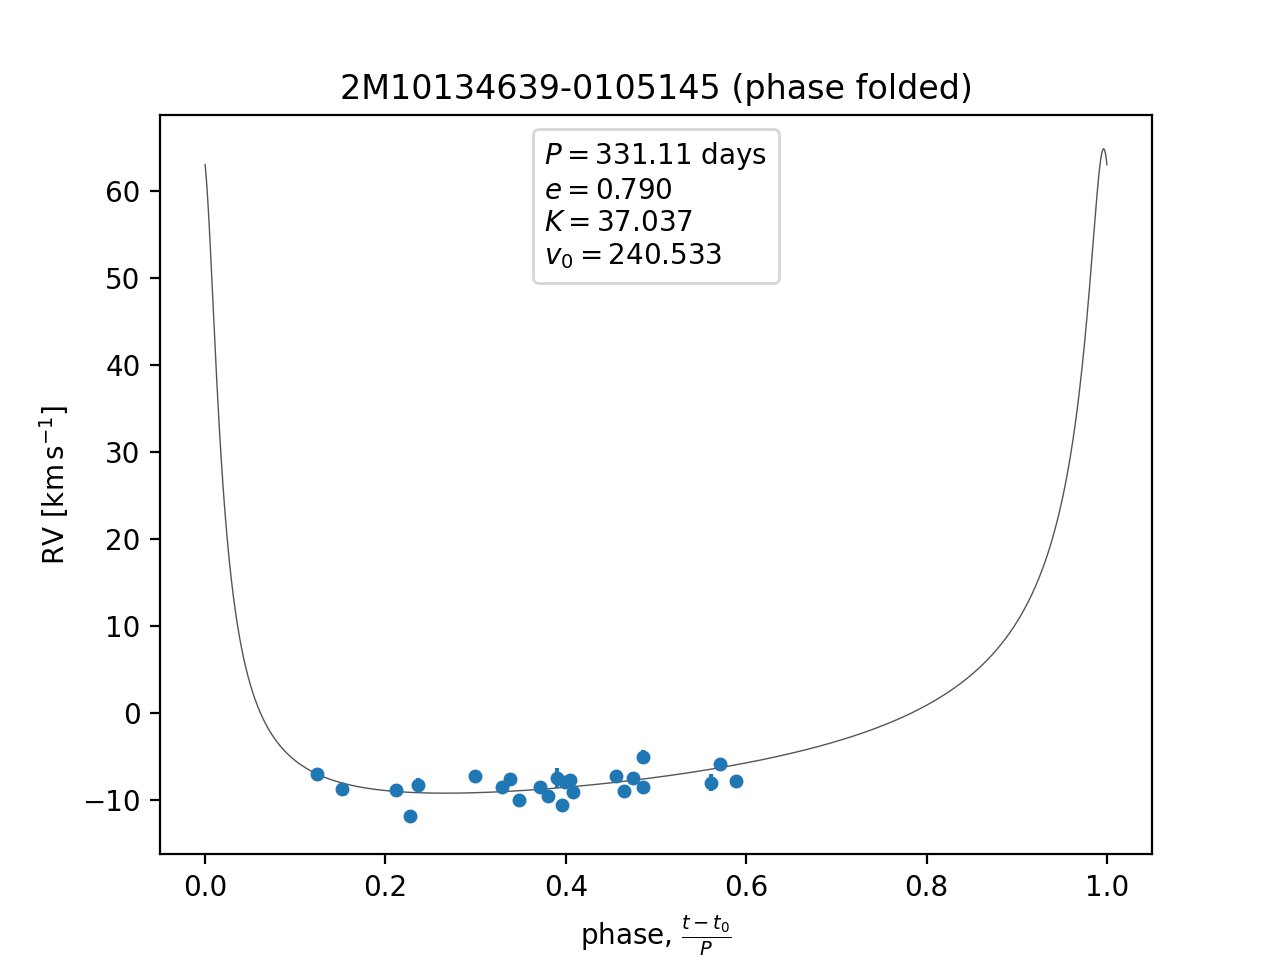 2M10134639-0105145 (phase folded)
P = 331.11 days
e = 0.790
K = 37.037
v₀ = 240.533
RV [km s⁻¹]
60
50
40
30
20
10
0
−10
0.0 0.2 0.4 0.6 0.8 1.0
phase, (t − t₀)/P